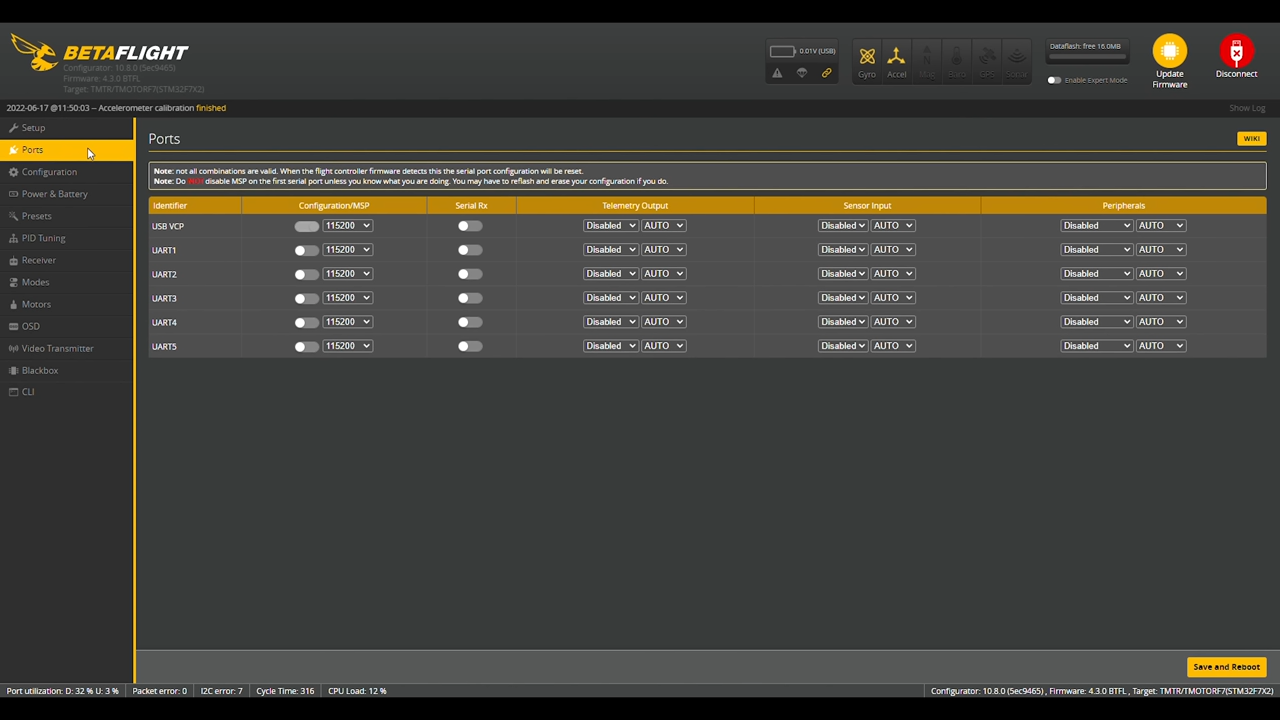 BETAFLIGHT
Configurator: 10.8.0 (5ec9465)
Firmware: 4.3.0 BTFL
Target: TMTR/TMOTORF7(STM32F7X2)
0.01V (USB)
Gyro Accel Mag Baro GPS Sonar
Dataflash: free 16.0MB
Enable Expert Mode
Update
Firmware
Disconnect
2022-06-17 @11:50:03 -- Accelerometer calibration finished
Show Log
Setup
Ports
Configuration
Power & Battery
Presets
PID Tuning
Receiver
Modes
Motors
OSD
Video Transmitter
Blackbox
CLI
Ports
WIKI
Note: not all combinations are valid. When the flight controller firmware detects this the serial port configuration will be reset.
Note: Do not disable MSP on the first serial port unless you know what you are doing. You may have to reflash and erase your configuration if you do.
Identifier Configuration/MSP Serial Rx Telemetry Output Sensor Input Peripherals
USB VCP 115200 Disabled AUTO Disabled AUTO Disabled AUTO
UART1 115200 Disabled AUTO Disabled AUTO Disabled AUTO
UART2 115200 Disabled AUTO Disabled AUTO Disabled AUTO
UART3 115200 Disabled AUTO Disabled AUTO Disabled AUTO
UART4 115200 Disabled AUTO Disabled AUTO Disabled AUTO
UART5 115200 Disabled AUTO Disabled AUTO Disabled AUTO
Save and Reboot
Port utilization: D: 32 % U: 3 % Packet error: 0 I2C error: 7 Cycle Time: 316 CPU Load: 12 %
Configurator: 10.8.0 (5ec9465) , Firmware: 4.3.0 BTFL , Target: TMTR/TMOTORF7(STM32F7X2)